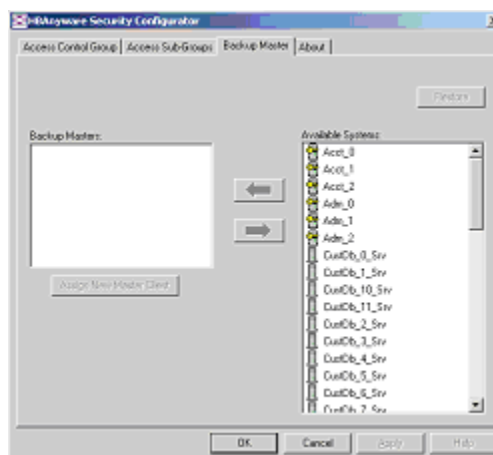 HBAnyware Security Configurator
Access Control Group Access Sub-Groups Backup Master About
Restore
Backup Masters:
Available Systems:
Acct_0
Acct_1
Acct_2
Adm_0
Adm_1
Adm_2
CustDb_0_Srv
CustDb_1_Srv
CustDb_10_Srv
CustDb_11_Srv
CustDb_2_Srv
CustDb_3_Srv
CustDb_4_Srv
CustDb_5_Srv
CustDb_6_Srv
CustDb_7_Srv
Assign New Master Client
OK Cancel Apply Help